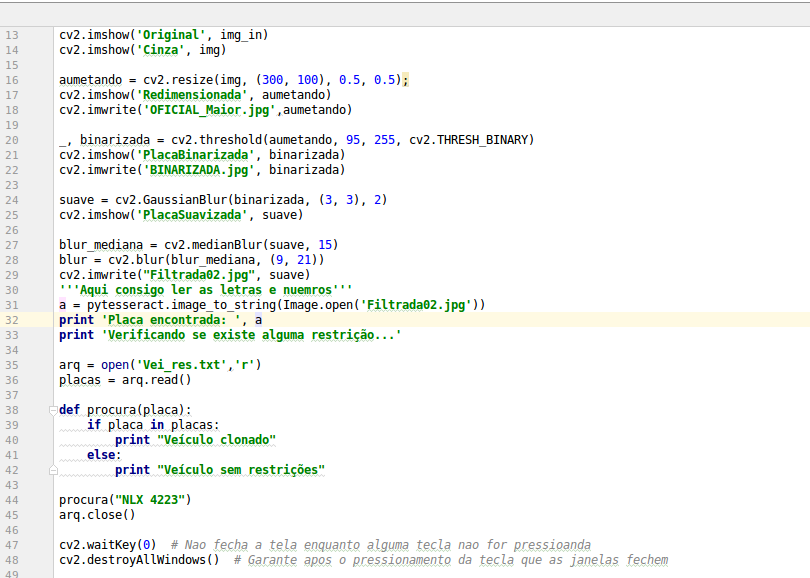 13 cv2.imshow('Original', img_in)
14 cv2.imshow('Cinza', img)
15
16 aumetando = cv2.resize(img, (300, 100), 0.5, 0.5);
17 cv2.imshow('Redimensionada', aumetando)
18 cv2.imwrite('OFICIAL_Maior.jpg',aumetando)
19
20 _, binarizada = cv2.threshold(aumetando, 95, 255, cv2.THRESH_BINARY)
21 cv2.imshow('PlacaBinarizada', binarizada)
22 cv2.imwrite('BINARIZADA.jpg', binarizada)
23
24 suave = cv2.GaussianBlur(binarizada, (3, 3), 2)
25 cv2.imshow('PlacaSuavizada', suave)
26
27 blur_mediana = cv2.medianBlur(suave, 15)
28 blur = cv2.blur(blur_mediana, (9, 21))
29 cv2.imwrite("Filtrada02.jpg", suave)
30 '''Aqui consigo ler as letras e nuemros'''
31 a = pytesseract.image_to_string(Image.open('Filtrada02.jpg'))
32 print 'Placa encontrada: ', a
33 print 'Verificando se existe alguma restrição...'
34
35 arq = open('Vei_res.txt','r')
36 placas = arq.read()
37
38 def procura(placa):
39     if placa in placas:
40         print "Veículo clonado"
41     else:
42         print "Veículo sem restrições"
43
44 procura("NLX 4223")
45 arq.close()
46
47 cv2.waitKey(0)  # Nao fecha a tela enquanto alguma tecla nao for pressioanda
48 cv2.destroyAllWindows()  # Garante apos o pressionamento da tecla que as janelas fechem
49